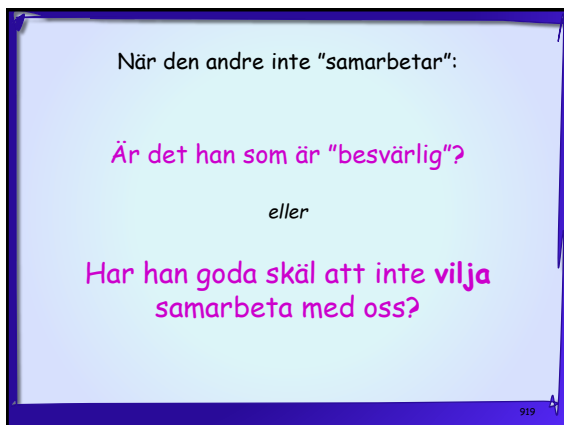 När den andre inte ”samarbetar”:
Är det han som är ”besvärlig”?
eller
Har han goda skäl att inte vilja
samarbeta med oss?
919